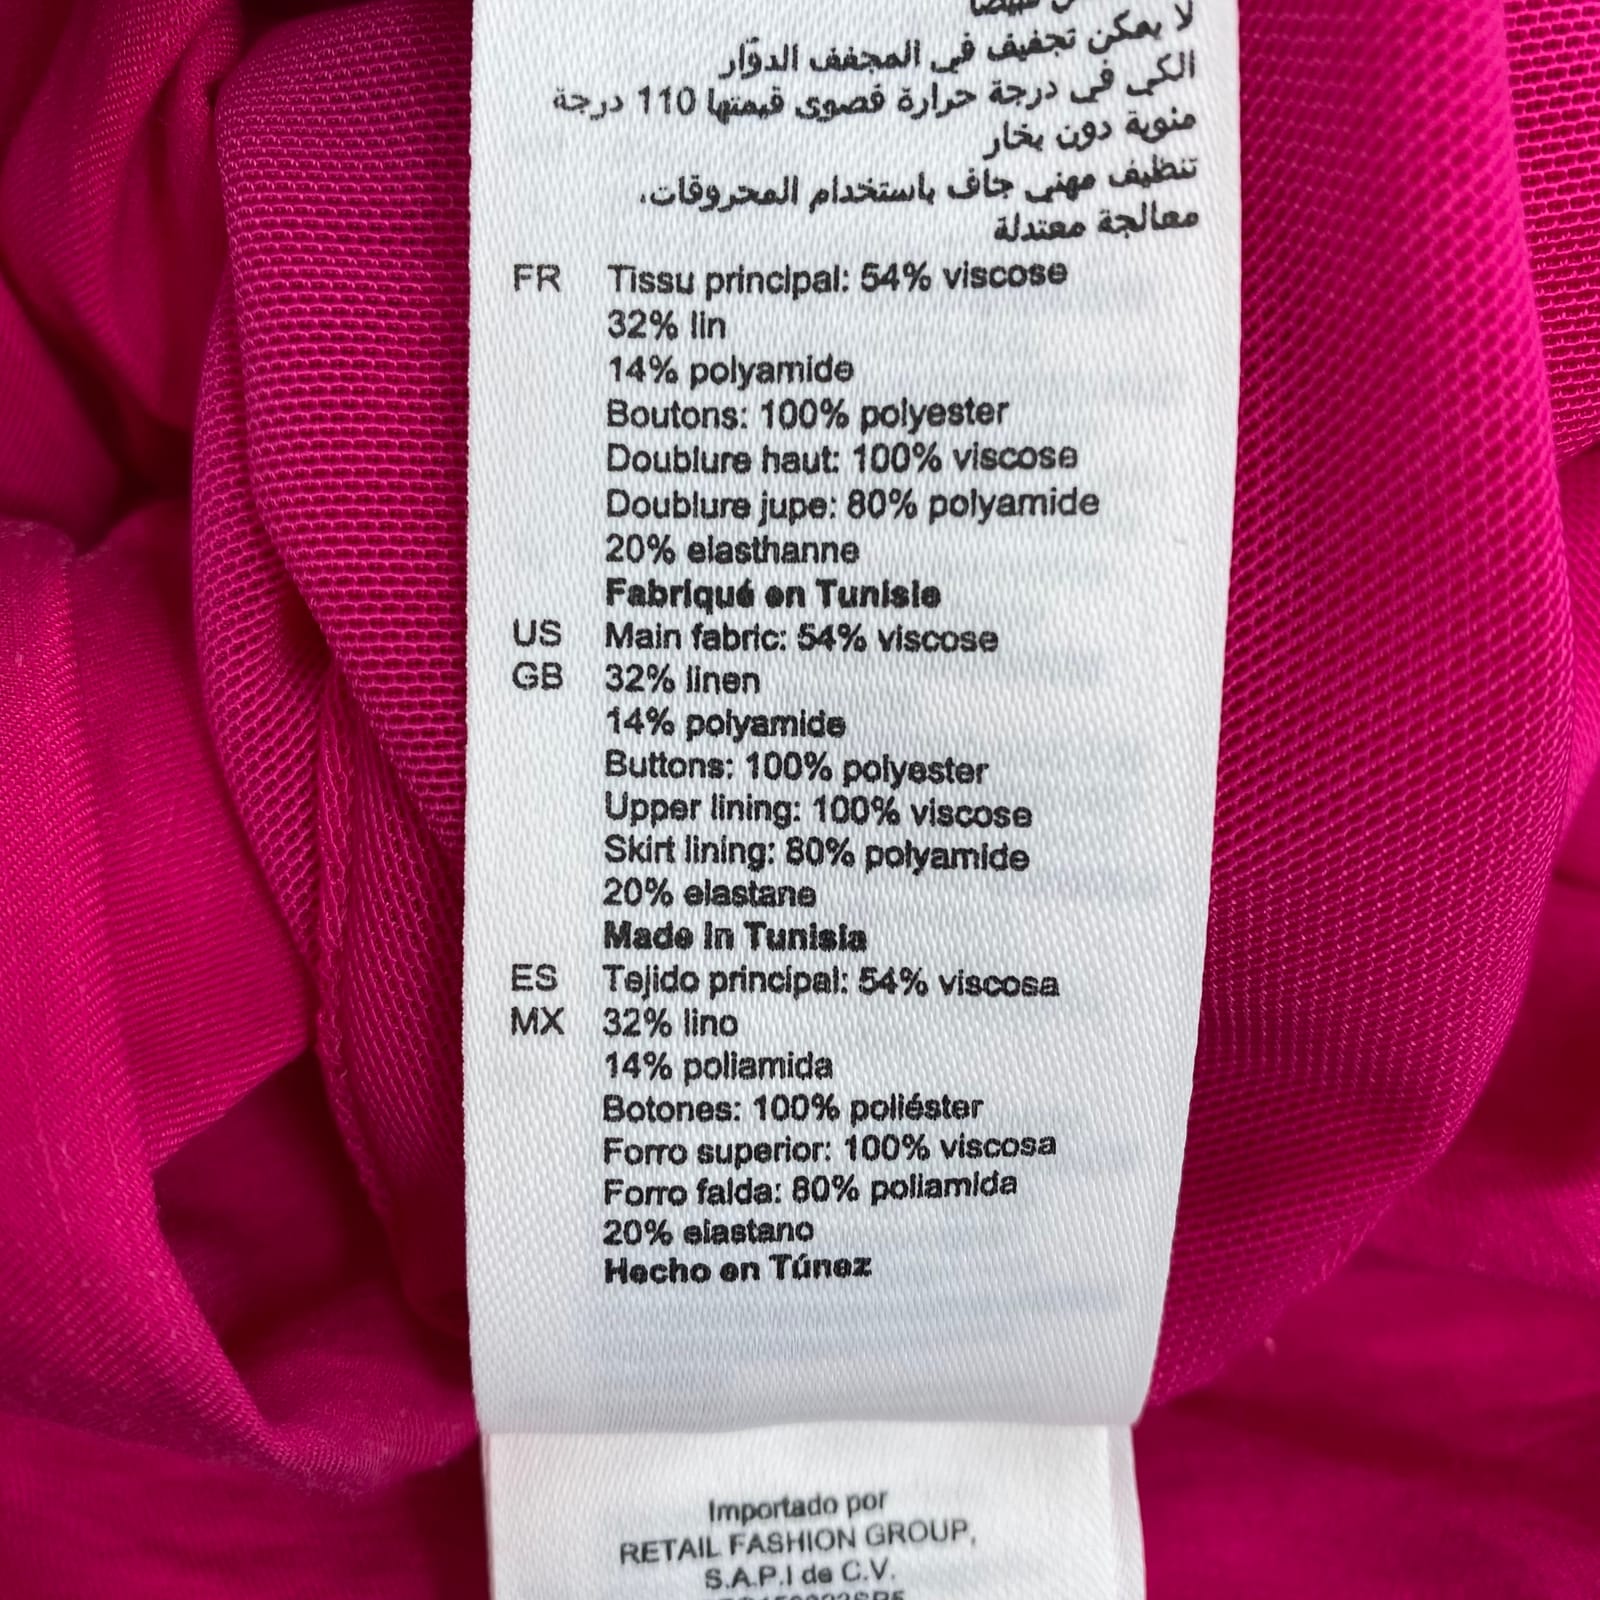 لا يمكن تجفيف في المجفف الدوّار
الكي في درجة حرارة قصوى قيمتها 110 درجة
مئوية دون بخار
تنظيف مهني جاف باستخدام المحروقات،
معالجة معتدلة
FR Tissu principal: 54% viscose
32% lin
14% polyamide
Boutons: 100% polyester
Doublure haut: 100% viscose
Doublure jupe: 80% polyamide
20% elasthanne
Fabriqué en Tunisie
US Main fabric: 54% viscose
GB 32% linen
14% polyamide
Buttons: 100% polyester
Upper lining: 100% viscose
Skirt lining: 80% polyamide
20% elastane
Made in Tunisia
ES Tejido principal: 54% viscosa
MX 32% lino
14% poliamida
Botones: 100% poliéster
Forro superior: 100% viscosa
Forro falda: 80% poliamida
20% elastano
Hecho en Túnez
Importado por
RETAIL FASHION GROUP,
S.A.P.I de C.V.